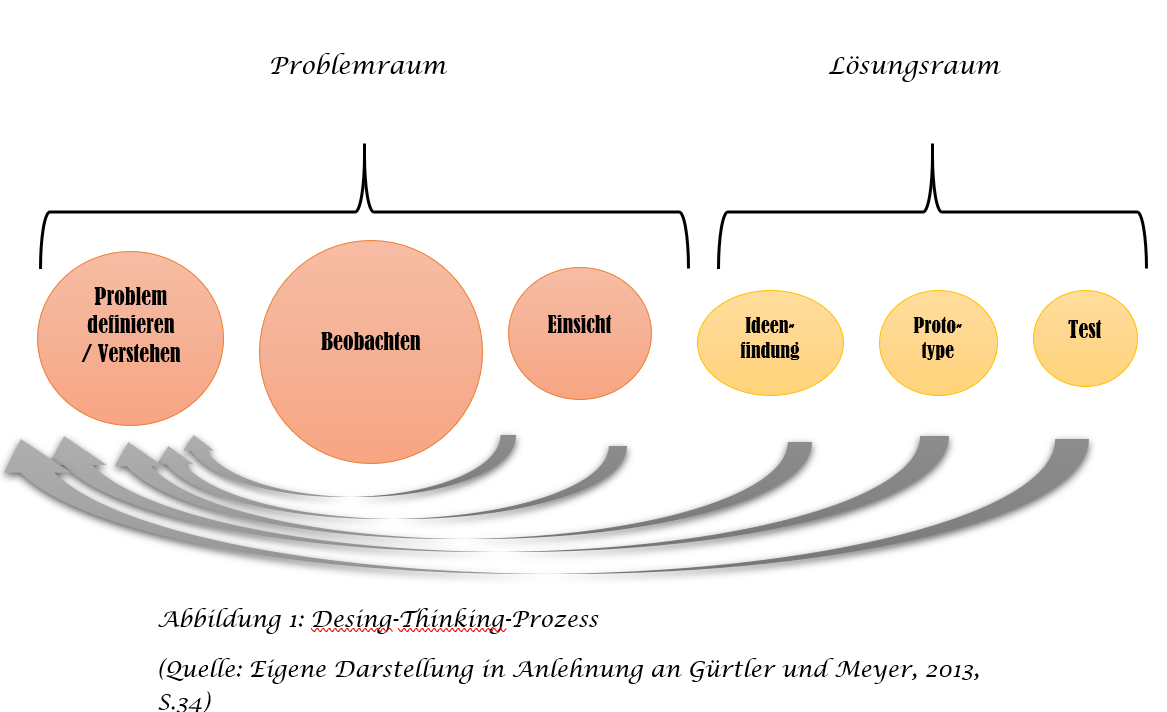 Problemraum
Lösungsraum
Problem
definieren
/ Verstehen
Beobachten
Einsicht
Ideen-
findung
Proto-
type
Test
Abbildung 1: Desing-Thinking-Prozess
(Quelle: Eigene Darstellung in Anlehnung an Gürtler und Meyer, 2013,
S.34)